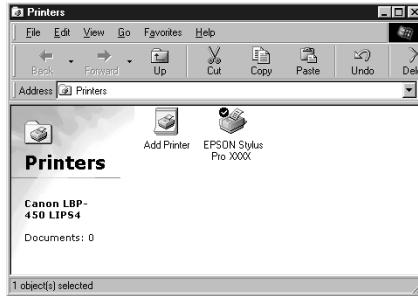 Printers
File Edit View Go Favorites Help
Back Forward Up Cut Copy Paste Undo Del
Address Printers
Printers
Canon LBP-
450 LIPS4
Documents: 0
Add Printer
EPSON Stylus
Pro XXXX
1 object(s) selected